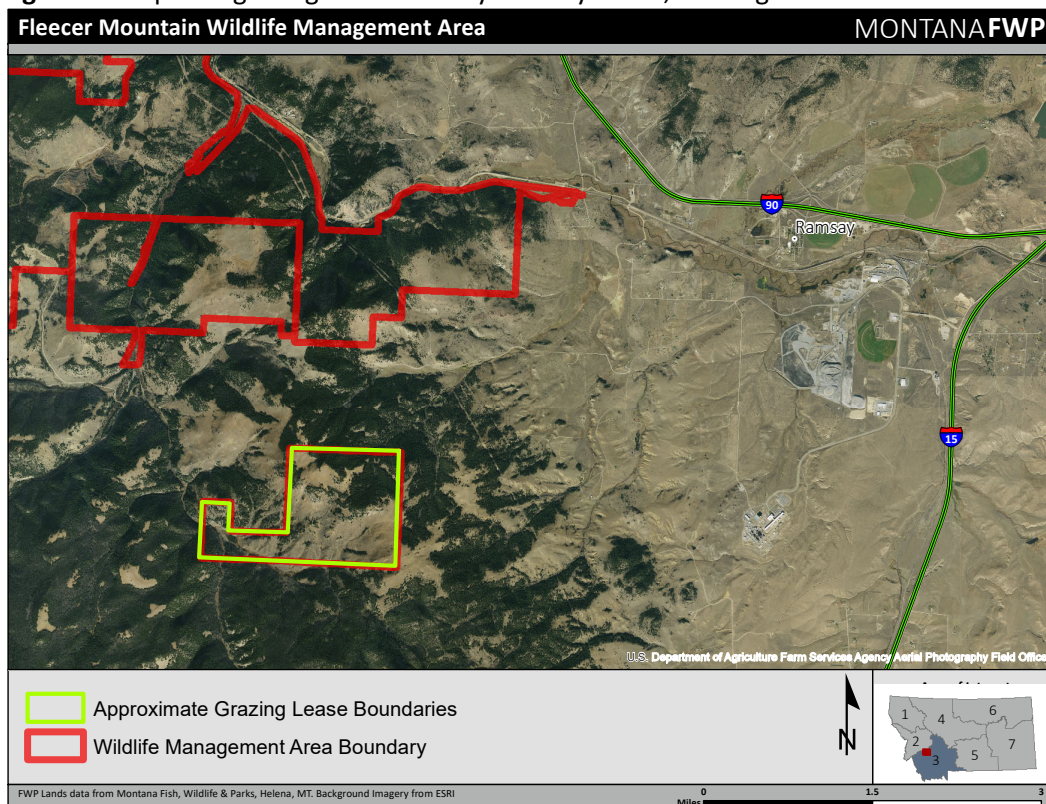 Fleecer Mountain Wildlife Management Area
MONTANA FWP
90
Ramsay
15
U.S. Department of Agriculture Farm Services Agency Aerial Photography Field Office
Approximate Grazing Lease Boundaries
Wildlife Management Area Boundary
N
1
2
3
4
5
6
7
FWP Lands data from Montana Fish, Wildlife & Parks, Helena, MT. Background Imagery from ESRI
0 1.5 3
Miles